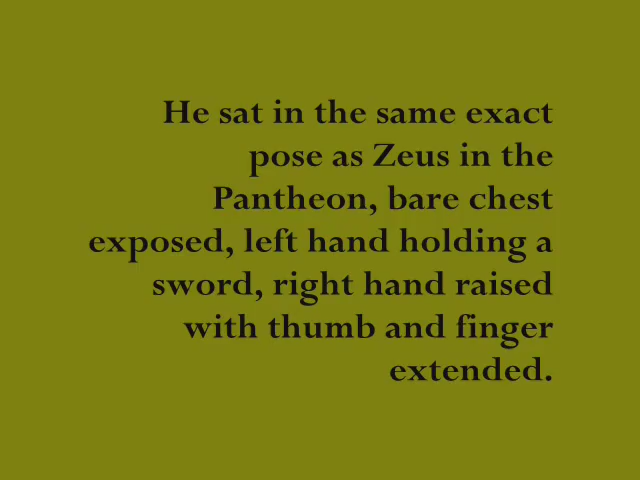 He sat in the same exact
pose as Zeus in the
Pantheon, bare chest
exposed, left hand holding a
sword, right hand raised
with thumb and finger
extended.